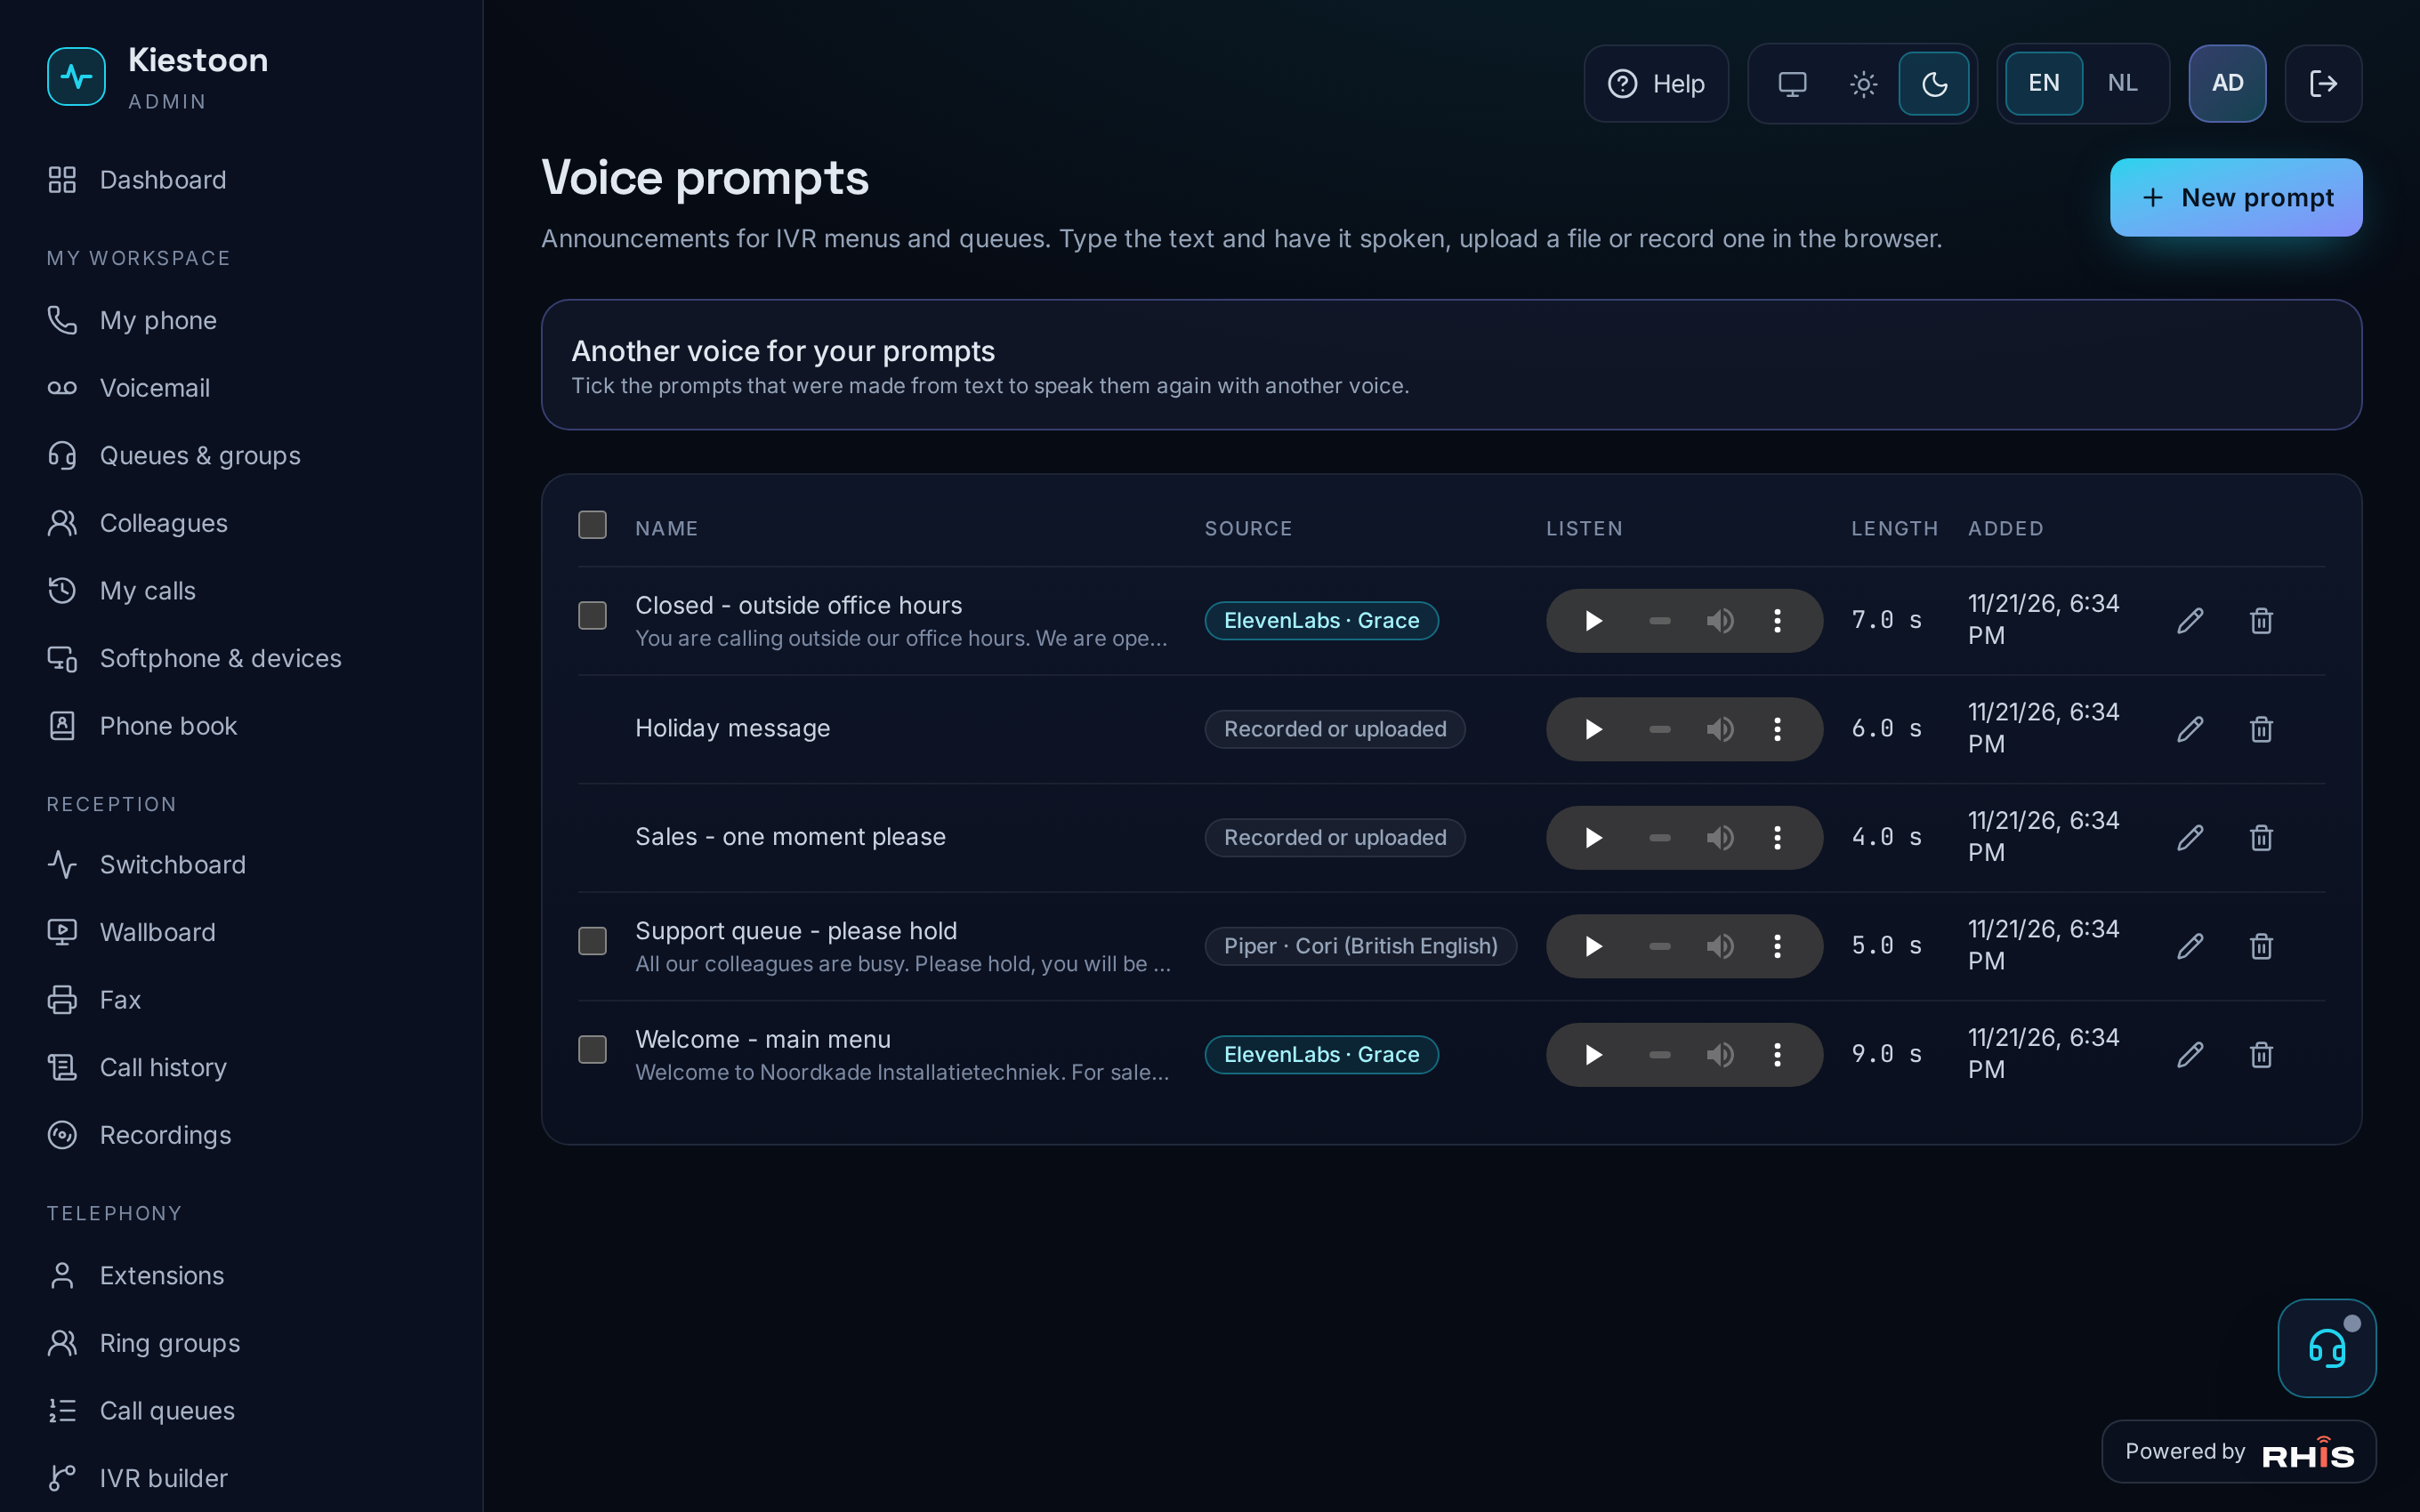 Kiestoon
ADMIN
Dashboard
MY WORKSPACE
My phone
Voicemail
Queues & groups
Colleagues
My calls
Softphone & devices
Phone book
RECEPTION
Switchboard
Wallboard
Fax
Call history
Recordings
TELEPHONY
Extensions
Ring groups
Call queues
IVR builder
Help
EN NL
AD
Voice prompts
Announcements for IVR menus and queues. Type the text and have it spoken, upload a file or record one in the browser.
New prompt
Another voice for your prompts
Tick the prompts that were made from text to speak them again with another voice.
NAME SOURCE LISTEN LENGTH ADDED
Closed - outside office hours
You are calling outside our office hours. We are ope...
ElevenLabs · Grace
7.0 s
11/21/26, 6:34
PM
Holiday message
Recorded or uploaded
6.0 s
11/21/26, 6:34
PM
Sales - one moment please
Recorded or uploaded
4.0 s
11/21/26, 6:34
PM
Support queue - please hold
All our colleagues are busy. Please hold, you will be ...
Piper · Cori (British English)
5.0 s
11/21/26, 6:34
PM
Welcome - main menu
Welcome to Noordkade Installatietechniek. For sale...
ElevenLabs · Grace
9.0 s
11/21/26, 6:34
PM
Powered by RHIS